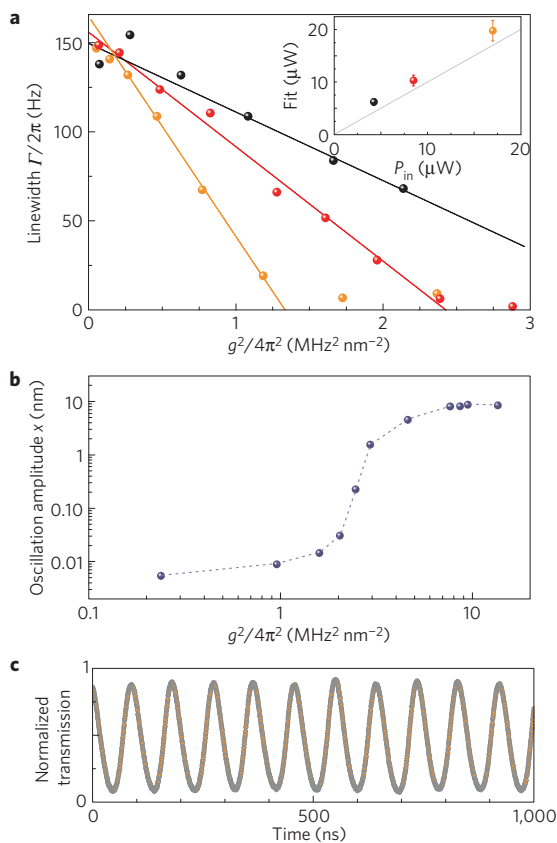 a
150
100
50
0
Linewidth Γ/2π (Hz)
0
1
2
3
g²/4π² (MHz² nm⁻²)
20
10
0
Fit (μW)
0
10
20
P_in (μW)
b
10
1
0.10
0.01
Oscillation amplitude x (nm)
0.1
1
10
g²/4π² (MHz² nm⁻²)
c
1
0
Normalized
transmission
0
500
1,000
Time (ns)